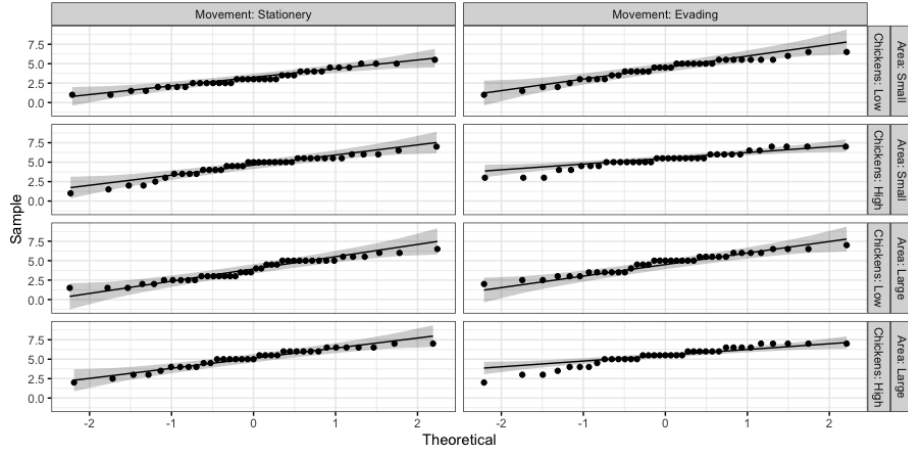 Movement: Stationery
Movement: Evading
7.5
5.0
2.5
0.0
Chickens: Low
Area: Small
7.5
5.0
2.5
0.0
Chickens: High
Area: Small
7.5
5.0
2.5
0.0
Chickens: Low
Area: Large
7.5
5.0
2.5
0.0
Chickens: High
Area: Large
Sample
-2 -1 0 1 2
-2 -1 0 1 2
Theoretical